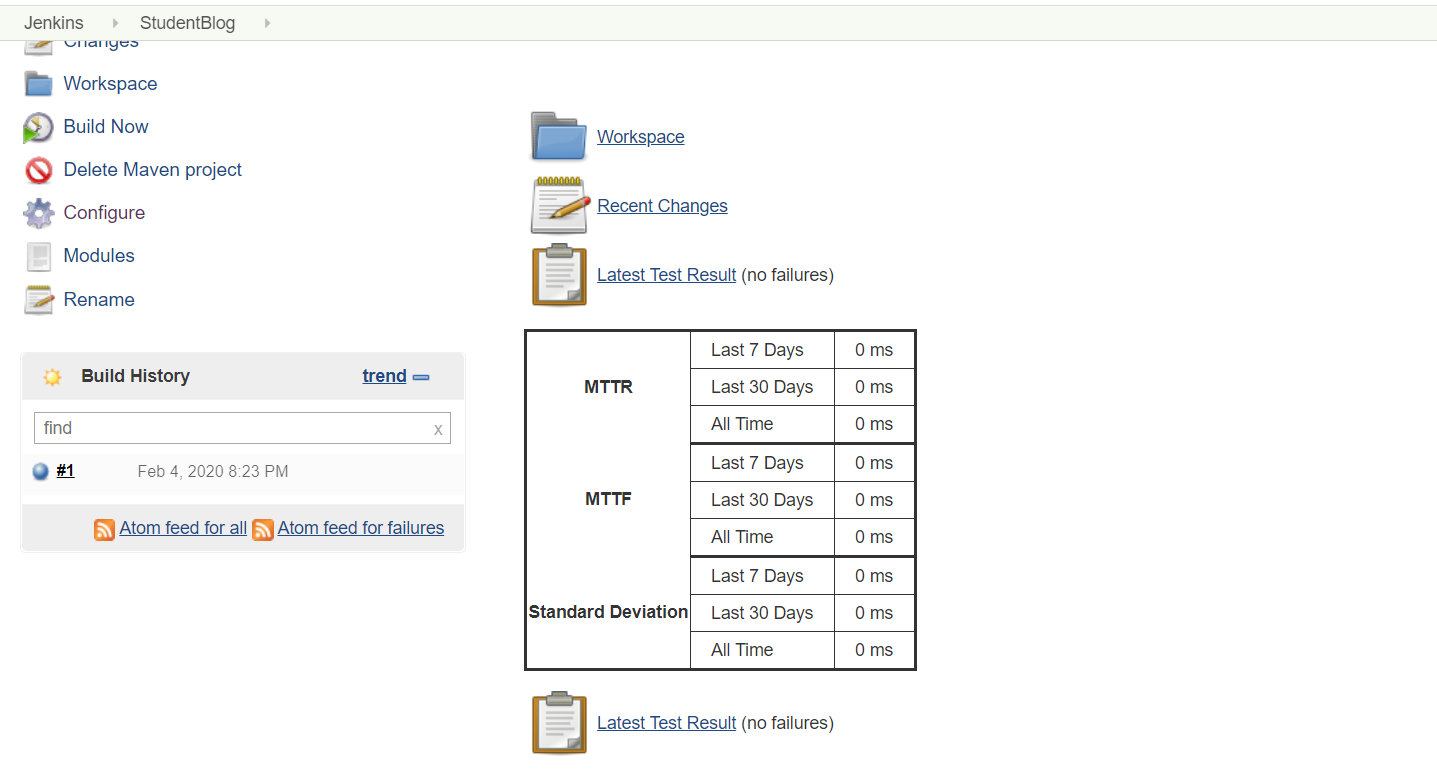 Jenkins StudentBlog
Changes
Workspace
Build Now
Delete Maven project
Configure
Modules
Rename
Build History trend
find x
#1 Feb 4, 2020 8:23 PM
Atom feed for all Atom feed for failures
Workspace
Recent Changes
Latest Test Result (no failures)
MTTR
Last 7 Days 0 ms
Last 30 Days 0 ms
All Time 0 ms
MTTF
Last 7 Days 0 ms
Last 30 Days 0 ms
All Time 0 ms
Standard Deviation
Last 7 Days 0 ms
Last 30 Days 0 ms
All Time 0 ms
Latest Test Result (no failures)